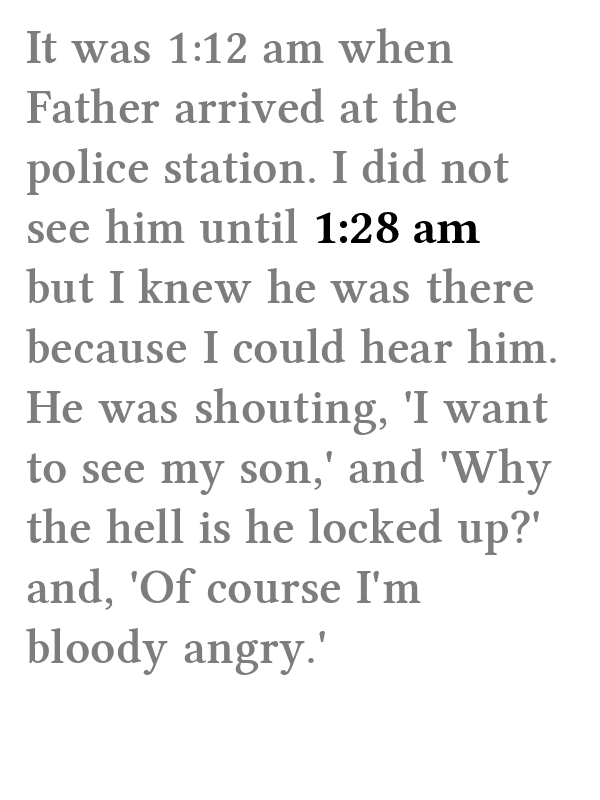 It was 1:12 am when
Father arrived at the
police station. I did not
see him until 1:28 am
but I knew he was there
because I could hear him.
He was shouting, 'I want
to see my son,' and 'Why
the hell is he locked up?'
and, 'Of course I'm
bloody angry.'